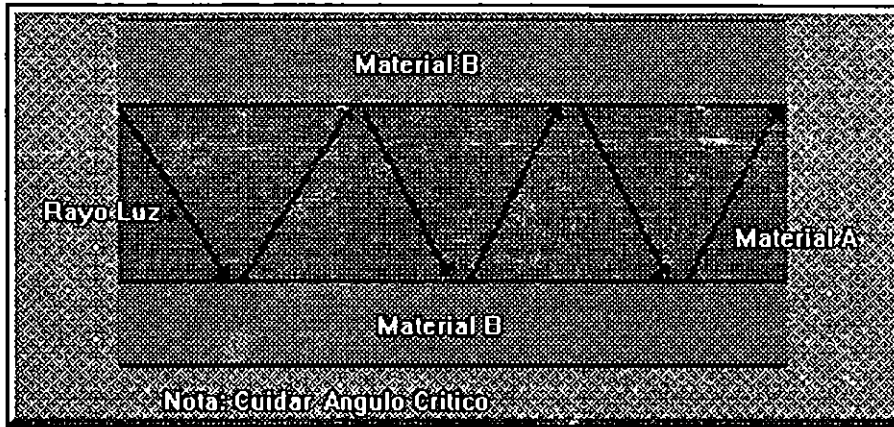 Material B
Rayo Luz
Material A
Material B
Nota: Cuidar Angulo Critico